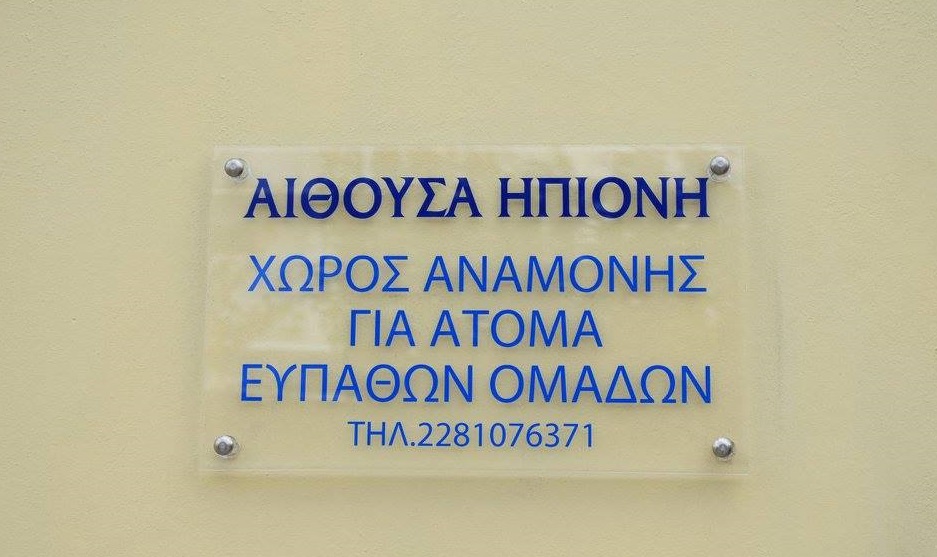 ΑΙΘΟΥΣΑ ΗΠΙΟΝΗ
ΧΩΡΟΣ ΑΝΑΜΟΝΗΣ
ΓΙΑ ΑΤΟΜΑ
ΕΥΠΑΘΩΝ ΟΜΑΔΩΝ
ΤΗΛ.2281076371